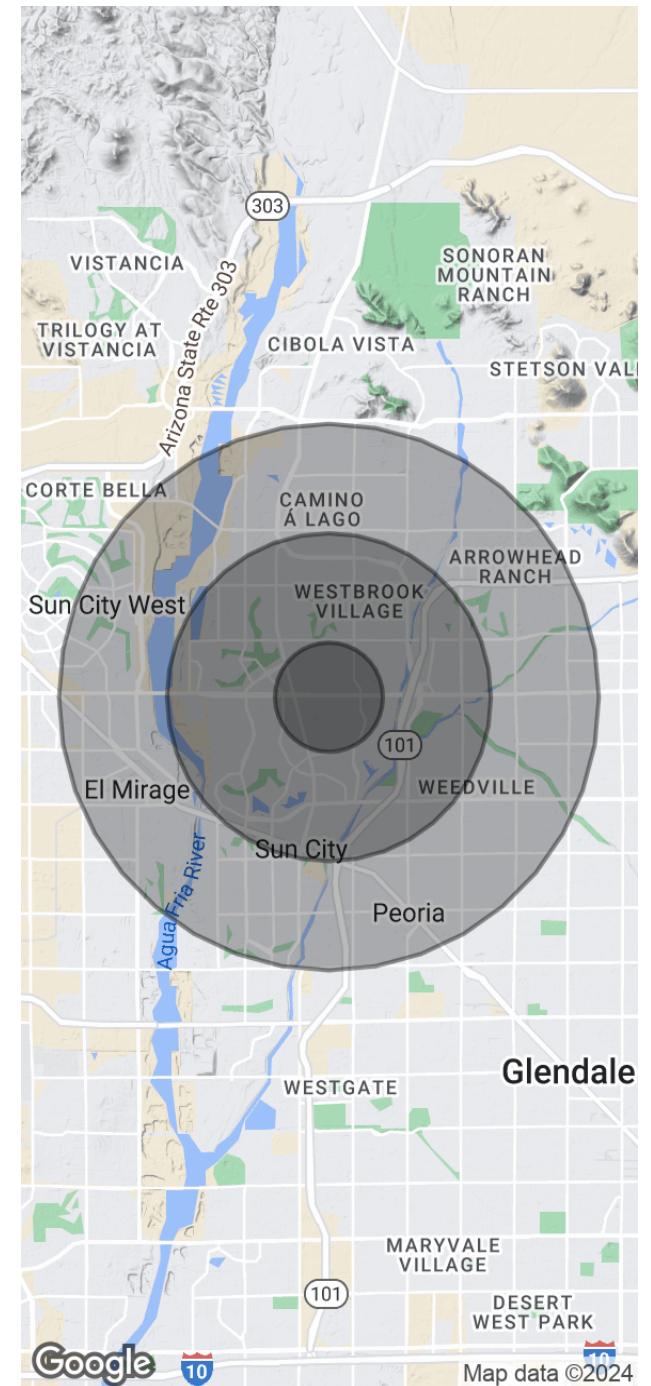 303
VISTANCIA
SONORAN
MOUNTAIN
RANCH
Arizona State Rte 303
TRILOGY AT
VISTANCIA
CIBOLA VISTA
STETSON VAL
CORTE BELLA
CAMINO
Á LAGO
ARROWHEAD
RANCH
WESTBROOK
VILLAGE
Sun City West
101
El Mirage
WEEDVILLE
Sun City
Agua Fria River
Peoria
Glendale
WESTGATE
MARYVALE
VILLAGE
101
DESERT
WEST PARK
Google
10
10
Map data ©2024